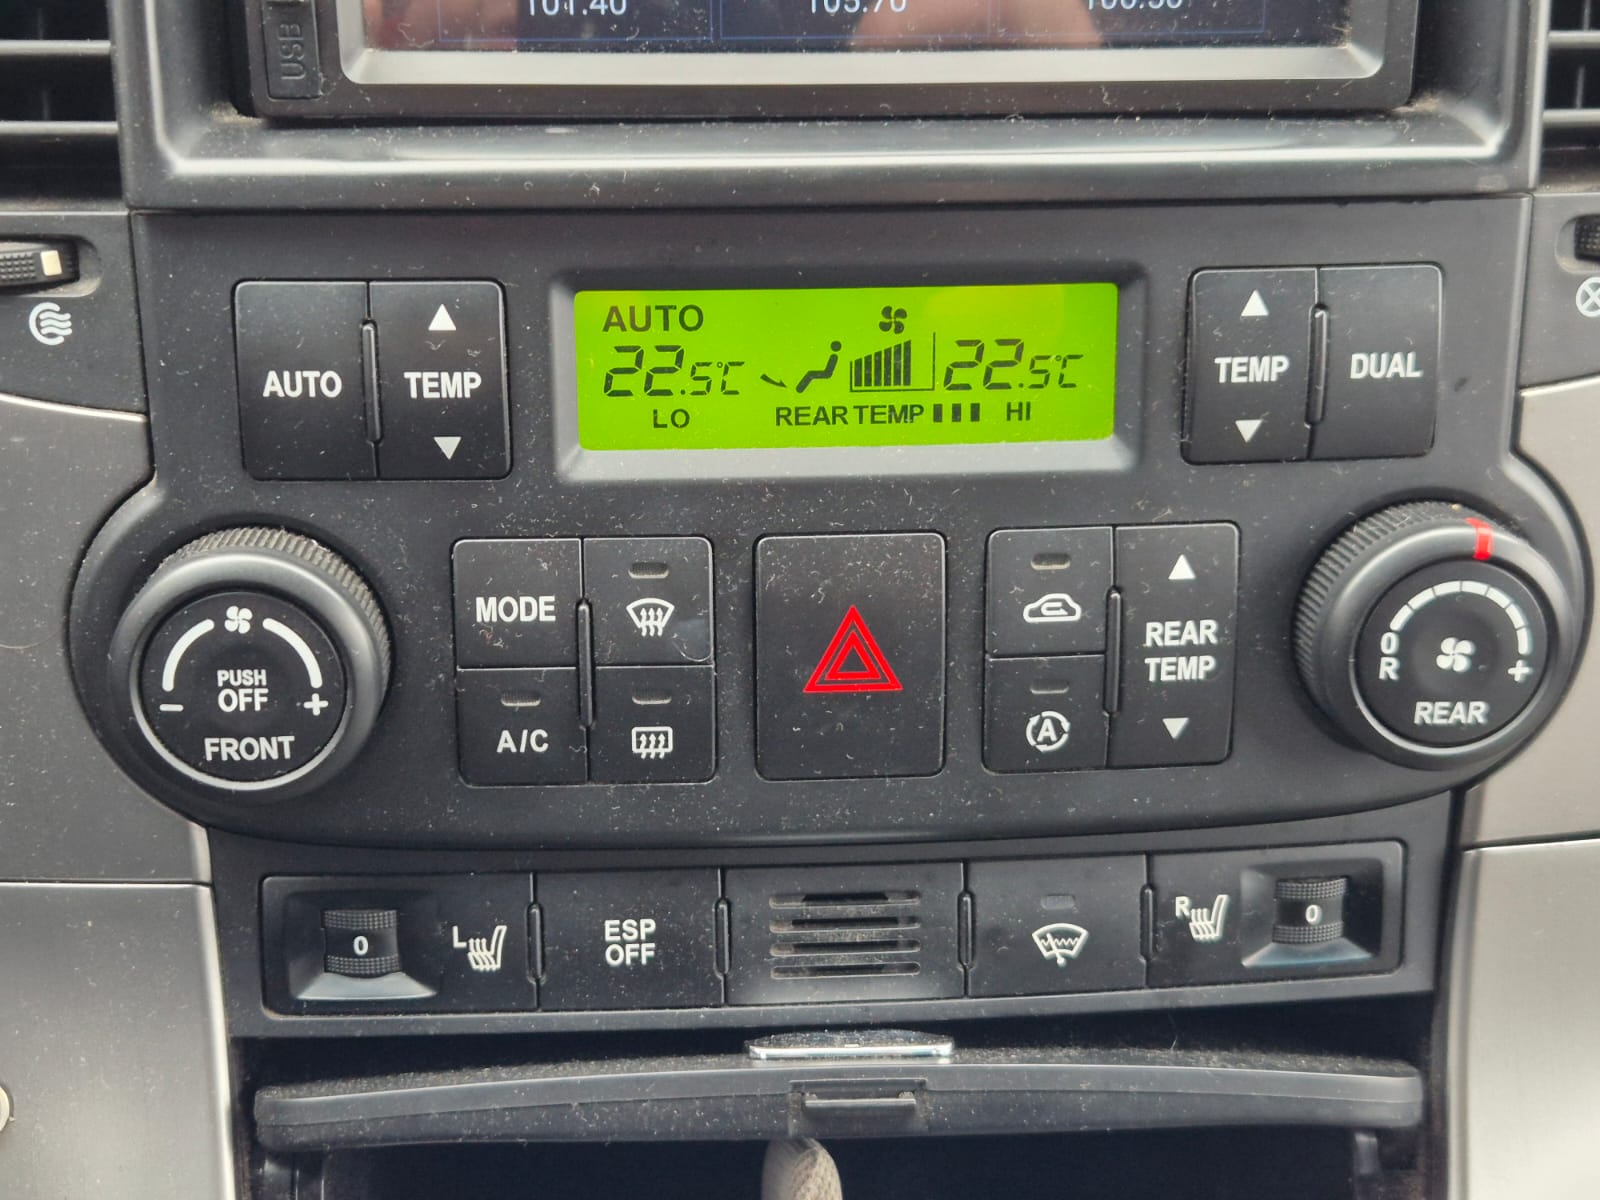 USB
AUTO
22.5°C
22.5°C
LO
REAR TEMP
HI
AUTO
TEMP
TEMP
DUAL
PUSH
OFF
FRONT
MODE
A/C
A
REAR
TEMP
OR
REAR
0
L
ESP
OFF
R
0